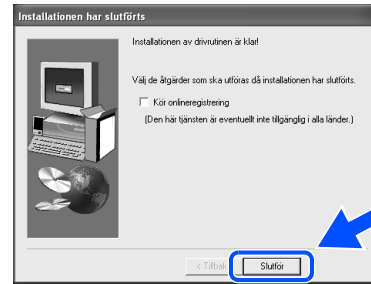 Installationen har slutförts
Installationen av drivrutinen är klar!
Välj de åtgärder som ska utföras då installationen har slutförts.
Kör onlineregistrering
(Den här tjänsten är eventuellt inte tillgänglig i alla länder.)
< Tillbak
Slutför